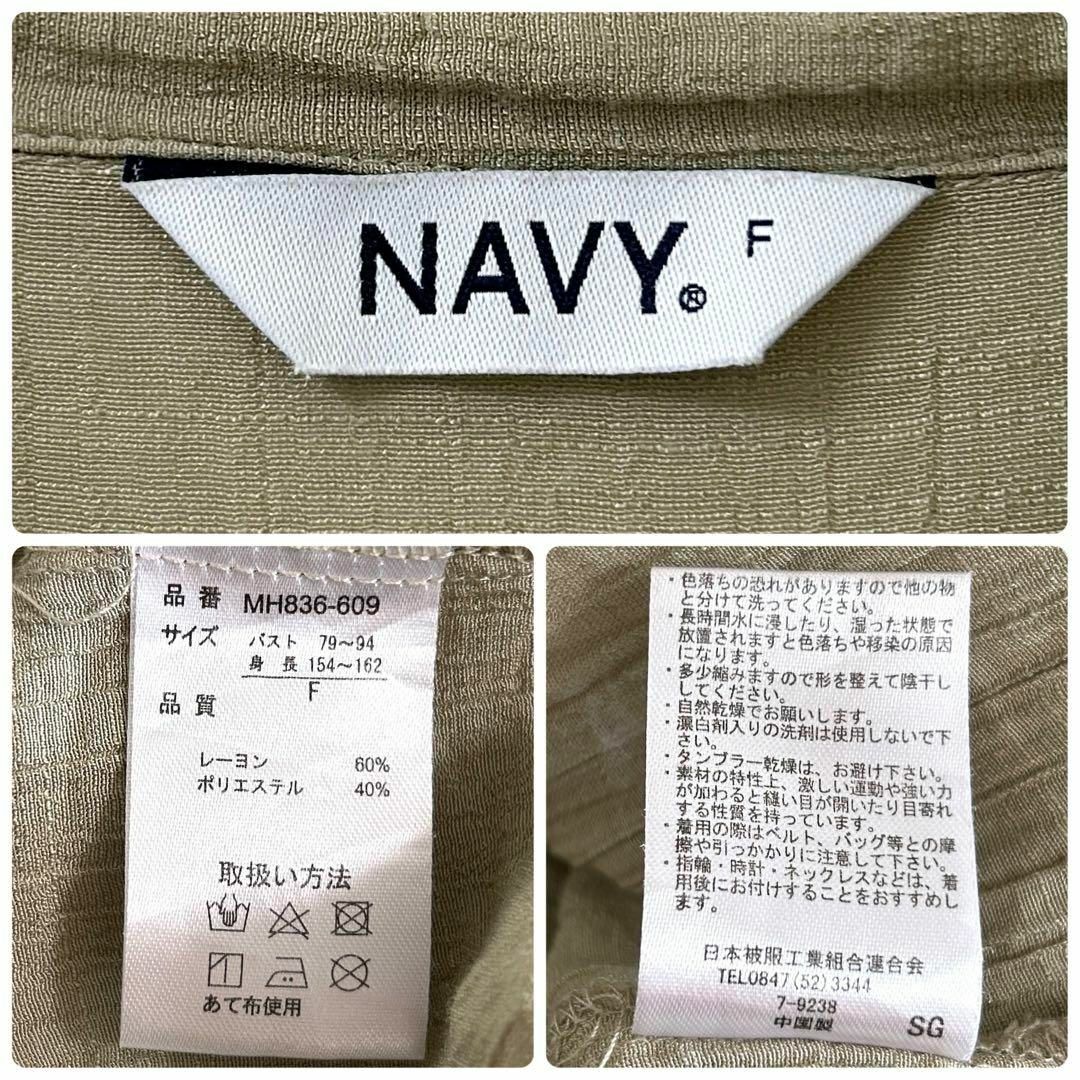 NAVY® F
品番 MH836-609
サイズ バスト 79～94
身長 154～162
F
品質
レーヨン 60%
ポリエステル 40%
取扱い方法
あて布使用
・色落ちの恐れがありますので他の物
と分けて洗ってください。
・長時間水に浸したり、湿った状態で
放置されますと色落ちや移染の原因
になります。
・多少縮みますので形を整えて陰干し
してください。
・自然乾燥でお願いします。
・漂白剤入りの洗剤は使用しないで下
さい。
・タンブラー乾燥は、お避け下さい。
・素材の特性上、激しい運動や強い力
が加わると縫い目が開いたり目寄れ
する性質を持っています。
・着用の際はベルト、バッグ等との摩
擦や引っかかりに注意して下さい。
・指輪・時計・ネックレスなどは、着
用後にお付けすることをおすすめし
ます。
日本被服工業組合連合会
TEL0847(52)3344
7-9238
中国製 SG